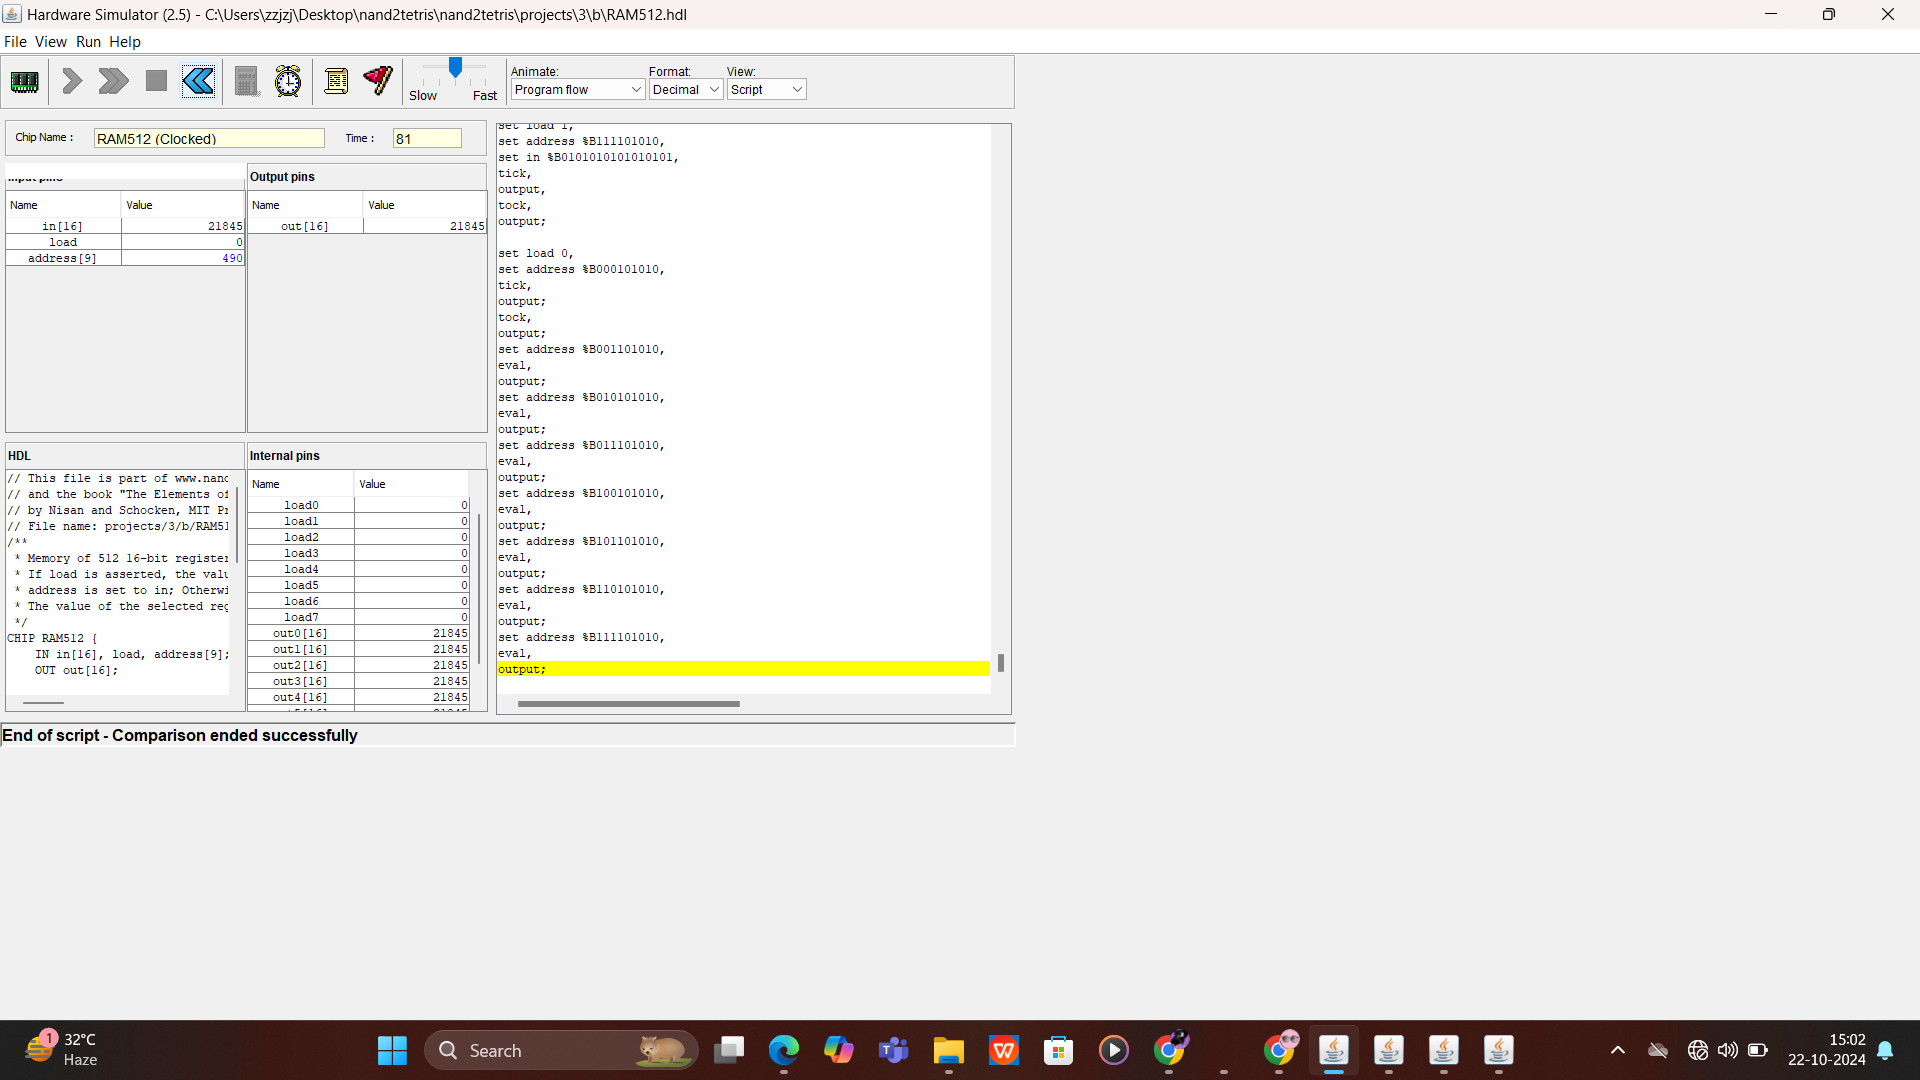 Hardware Simulator (2.5) - C:\Users\zzjzj\Desktop\nand2tetris\nand2tetris\projects\3\b\RAM512.hdl
File View Run Help
Slow Fast
Animate:
Program flow
Format:
Decimal
View:
Script
Chip Name :
RAM512 (Clocked)
Time :
81
Input pins
Name Value
in[16] 21845
load 0
address[9] 490
Output pins
Name Value
out[16] 21845
HDL
// This file is part of www.nand
// and the book "The Elements of
// by Nisan and Schocken, MIT Pr
// File name: projects/3/b/RAM51
/**
* Memory of 512 16-bit register
* If load is asserted, the valu
* address is set to in; Otherwi
* The value of the selected reg
*/
CHIP RAM512 {
IN in[16], load, address[9];
OUT out[16];
Internal pins
Name Value
load0 0
load1 0
load2 0
load3 0
load4 0
load5 0
load6 0
load7 0
out0[16] 21845
out1[16] 21845
out2[16] 21845
out3[16] 21845
out4[16] 21845
set load 1,
set address %B111101010,
set in %B0101010101010101,
tick,
output,
tock,
output;
set load 0,
set address %B000101010,
tick,
output;
tock,
output;
set address %B001101010,
eval,
output;
set address %B010101010,
eval,
output;
set address %B011101010,
eval,
output;
set address %B100101010,
eval,
output;
set address %B101101010,
eval,
output;
set address %B110101010,
eval,
output;
set address %B111101010,
eval,
output;
End of script - Comparison ended successfully
1
32°C
Haze
Search
15:02
22-10-2024